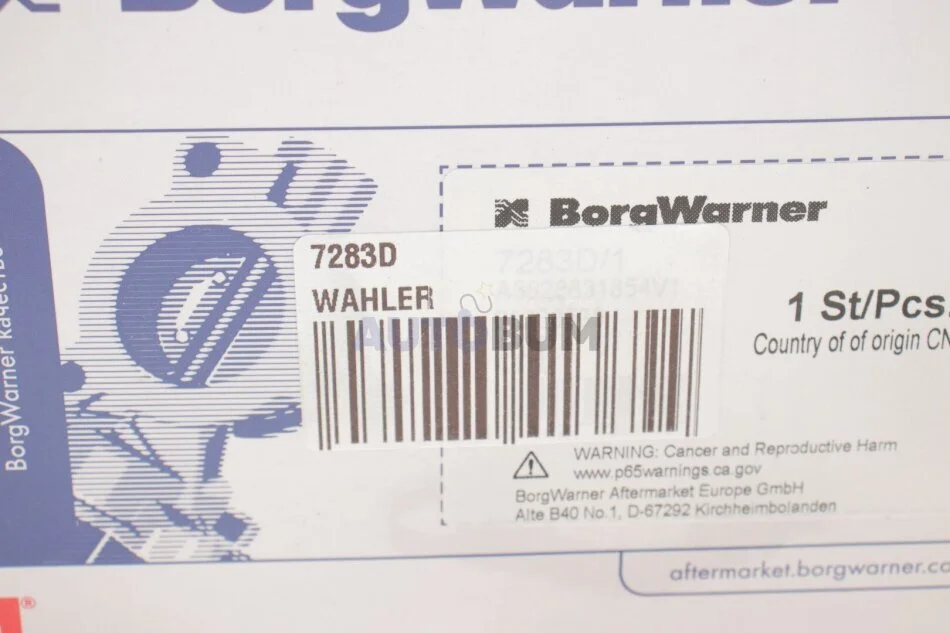 BorgWarner
BorgWarner
7283D/1
7283D
WAHLER
AUTOBUM
1 St/Pcs.
Country of of origin CN
WARNING: Cancer and Reproductive Harm
www.p65warnings.ca.gov
BorgWarner Aftermarket Europe GmbH
Alte B40 No.1, D-67292 Kirchheimbolanden
BorgWarner качество
aftermarket.borgwarner.co
®